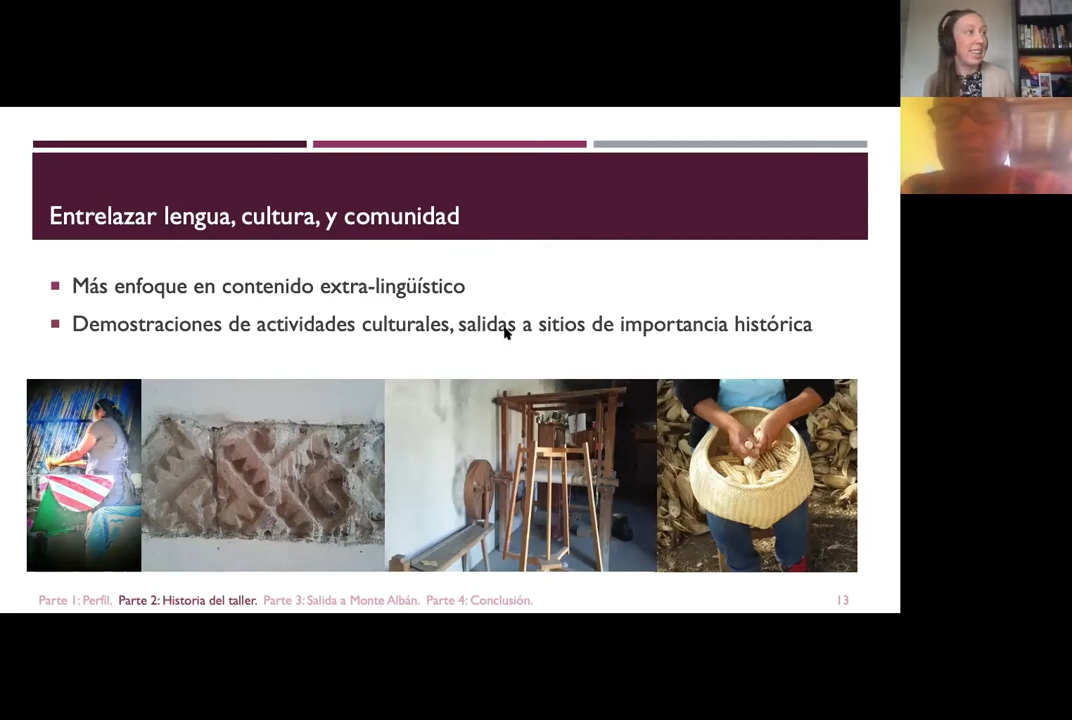 Entrelazar lengua, cultura, y comunidad
Más enfoque en contenido extra-lingüístico
Demostraciones de actividades culturales, salidas a sitios de importancia histórica
Parte 1: Perfil. Parte 2: Historia del taller. Parte 3: Salida a Monte Albán. Parte 4: Conclusión. 13